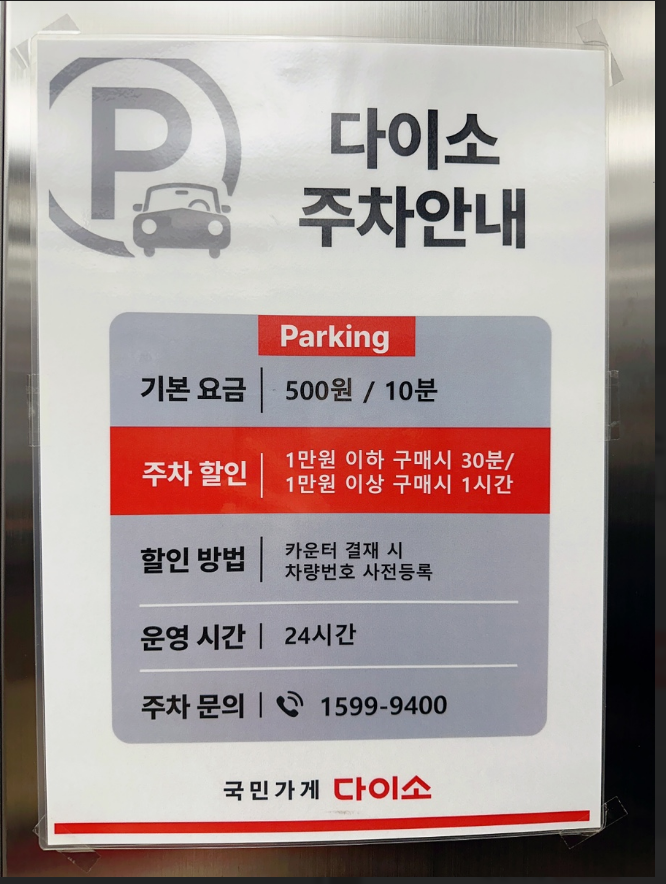 P
다이소
주차안내
Parking
기본 요금 500원 / 10분
주차 할인 1만원 이하 구매시 30분/
1만원 이상 구매시 1시간
할인 방법 카운터 결재 시
차량번호 사전등록
운영 시간 24시간
주차 문의 1599-9400
국민가게 다이소